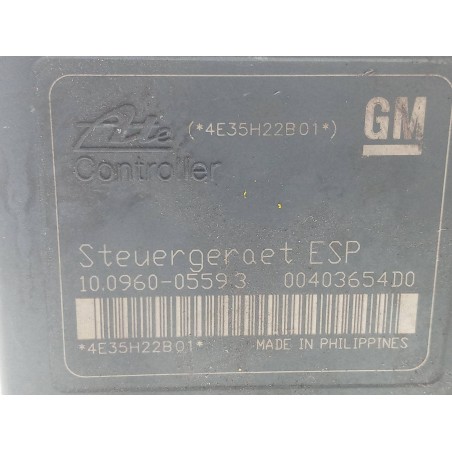 Ate (*4E35H22B01*) GM
Controller
Steuergeraet ESP
10.0960-0559.3 00403654D0
*4E35H22B01* MADE IN PHILIPPINES